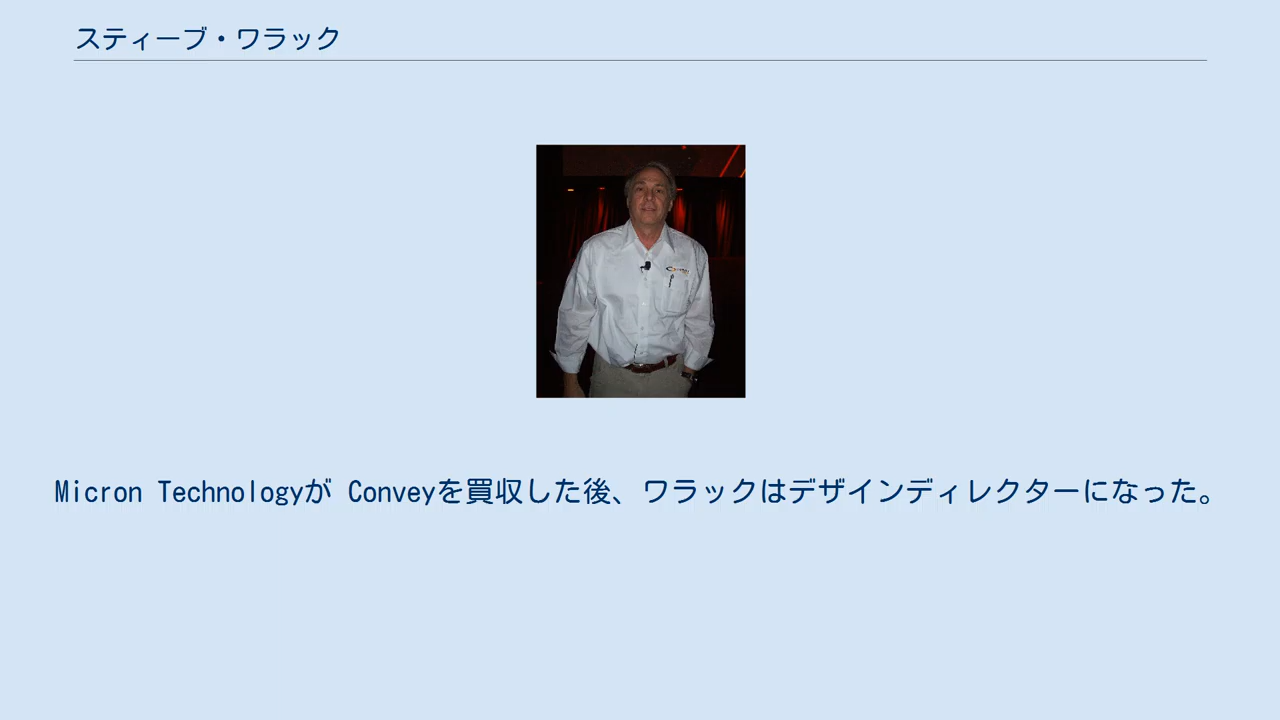 スティーブ・ワラック
Micron Technologyが Conveyを買収した後、ワラックはデザインディレクターになった。